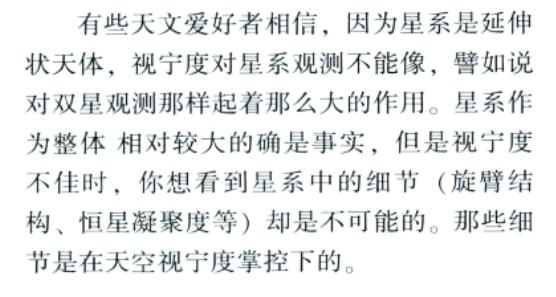 有些天文爱好者相信，因为星系是延伸
状天体，视宁度对星系观测不能像，譬如说
对双星观测那样起着那么大的作用。星系作
为整体 相对较大的确是事实，但是视宁度
不佳时，你想看到星系中的细节（旋臂结
构、恒星凝聚度等）却是不可能的。那些细
节是在天空视宁度掌控下的。